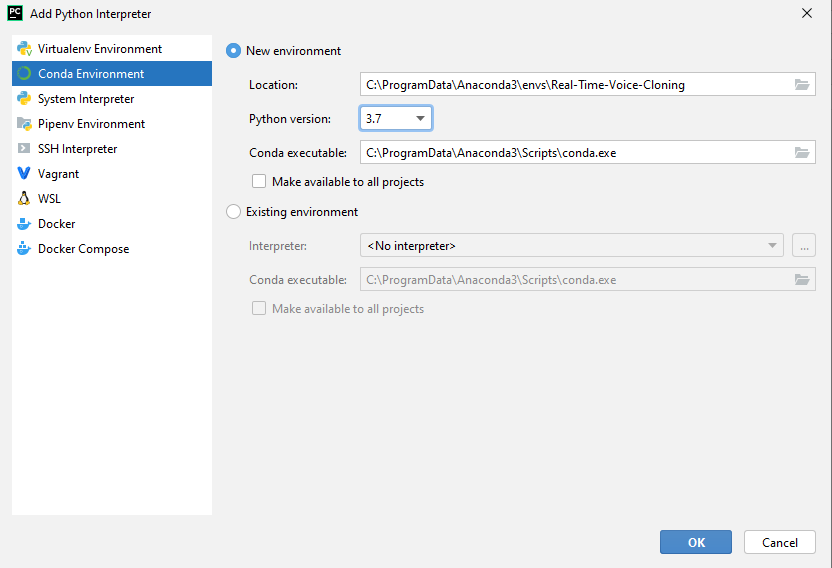 PC Add Python Interpreter
Virtualenv Environment
Conda Environment
System Interpreter
Pipenv Environment
SSH Interpreter
Vagrant
WSL
Docker
Docker Compose
New environment
Location: C:\ProgramData\Anaconda3\envs\Real-Time-Voice-Cloning
Python version: 3.7
Conda executable: C:\ProgramData\Anaconda3\Scripts\conda.exe
Make available to all projects
Existing environment
Interpreter: <No interpreter> ...
Conda executable: C:\ProgramData\Anaconda3\Scripts\conda.exe
Make available to all projects
OK Cancel